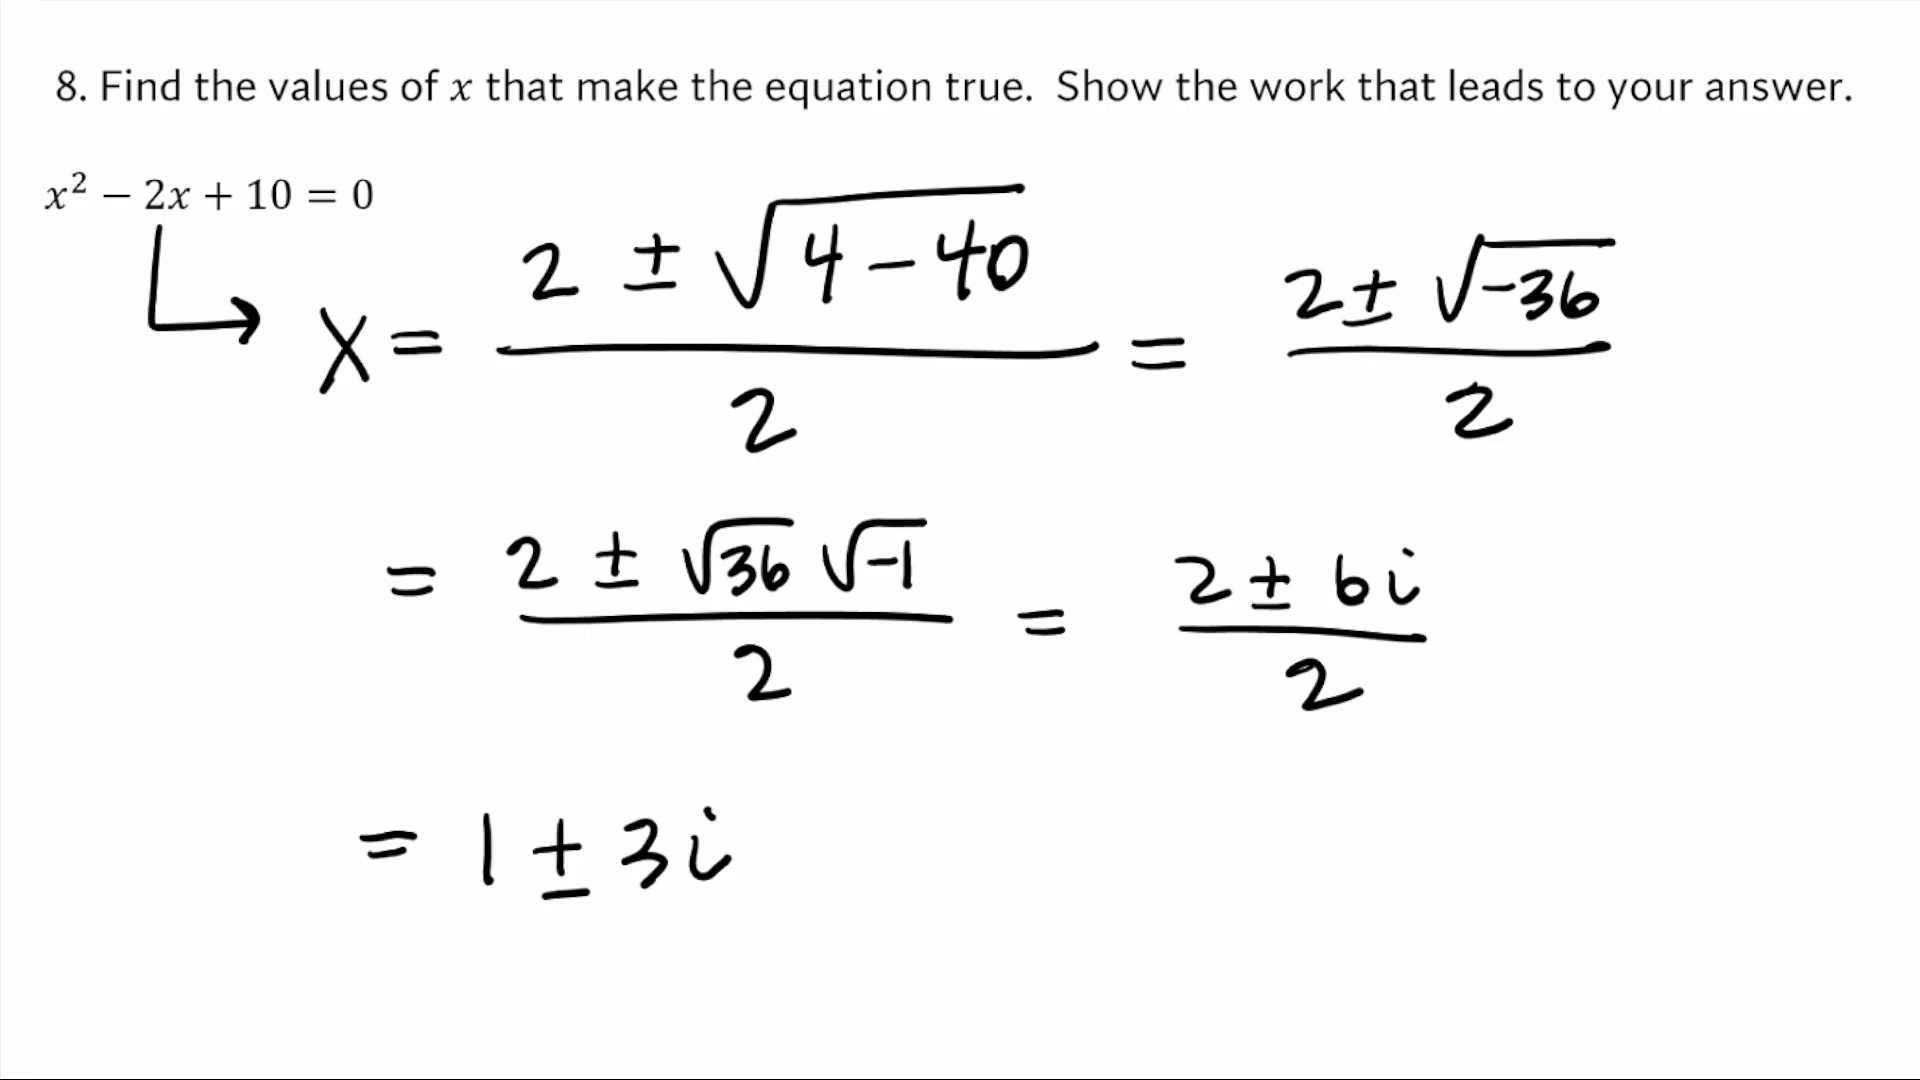 8. Find the values of x that make the equation true. Show the work that leads to your answer.
x² − 2x + 10 = 0
x = (2 ± √(4 − 40)) / 2 = (2 ± √(−36)) / 2
= (2 ± √36 √−1) / 2 = (2 ± 6i) / 2
= 1 ± 3i